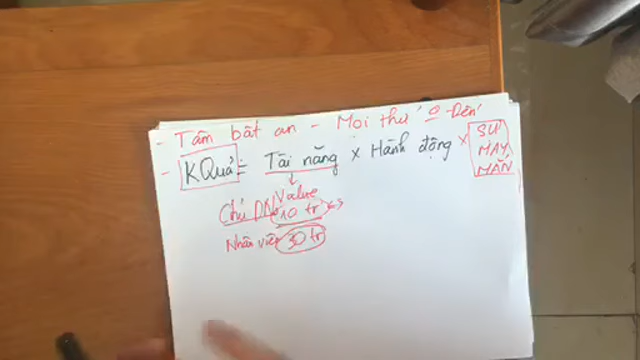 - Tâm bất an - Mọi thứ ō Đến
- KQuả = Tài năng x Hành động x SỰ MAY MẮN
Value
Chủ DN 10 tr
Nhân viên 30 tr